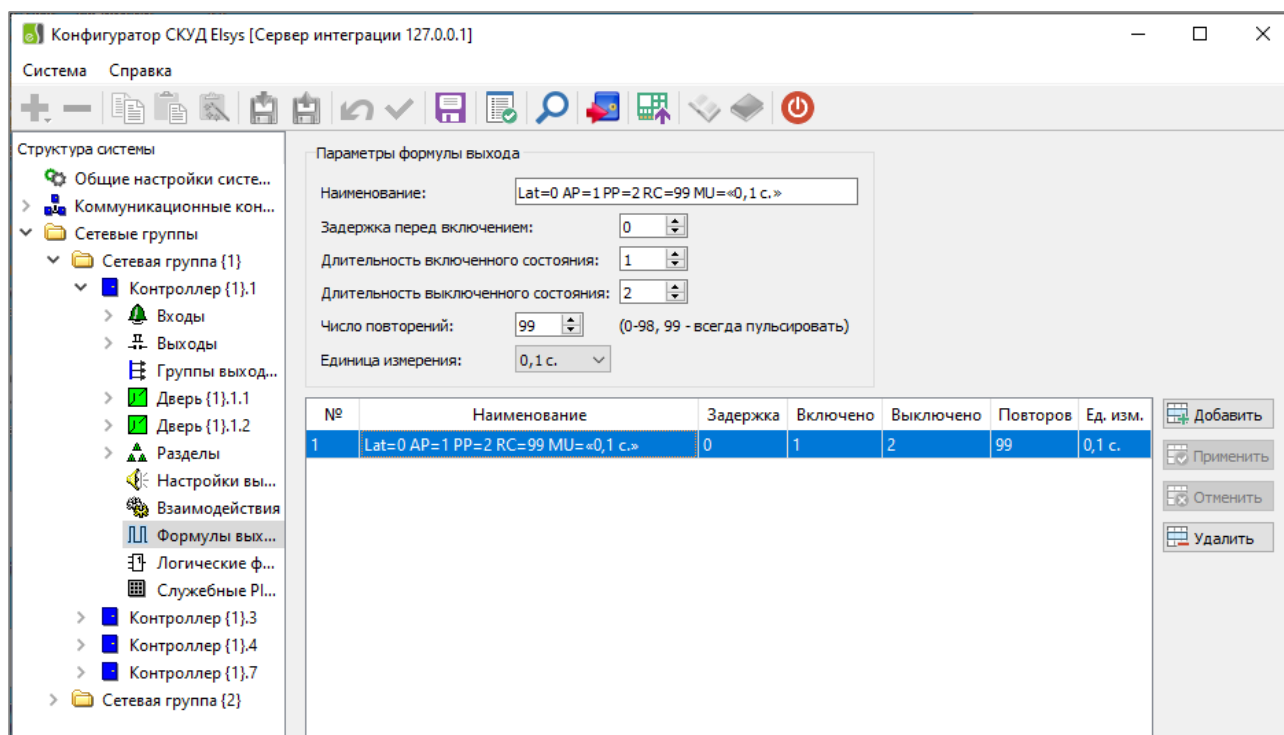 Конфигуратор СКУД Elsys [Сервер интеграции 127.0.0.1]
Система Справка
Структура системы
Общие настройки систе...
Коммуникационные кон...
Сетевые группы
Сетевая группа {1}
Контроллер {1}.1
Входы
Выходы
Группы выход...
Дверь {1}.1.1
Дверь {1}.1.2
Разделы
Настройки вы...
Взаимодействия
Формулы вых...
Логические ф...
Служебные PI...
Контроллер {1}.3
Контроллер {1}.4
Контроллер {1}.7
Сетевая группа {2}
Параметры формулы выхода
Наименование: Lat=0 AP=1 PP=2 RC=99 MU=«0,1 с.»
Задержка перед включением: 0
Длительность включенного состояния: 1
Длительность выключенного состояния: 2
Число повторений: 99 (0-98, 99 - всегда пульсировать)
Единица измерения: 0,1 с.
№ Наименование Задержка Включено Выключено Повторов Ед. изм.
1 Lat=0 AP=1 PP=2 RC=99 MU=«0,1 с.» 0 1 2 99 0,1 с.
Добавить
Применить
Отменить
Удалить